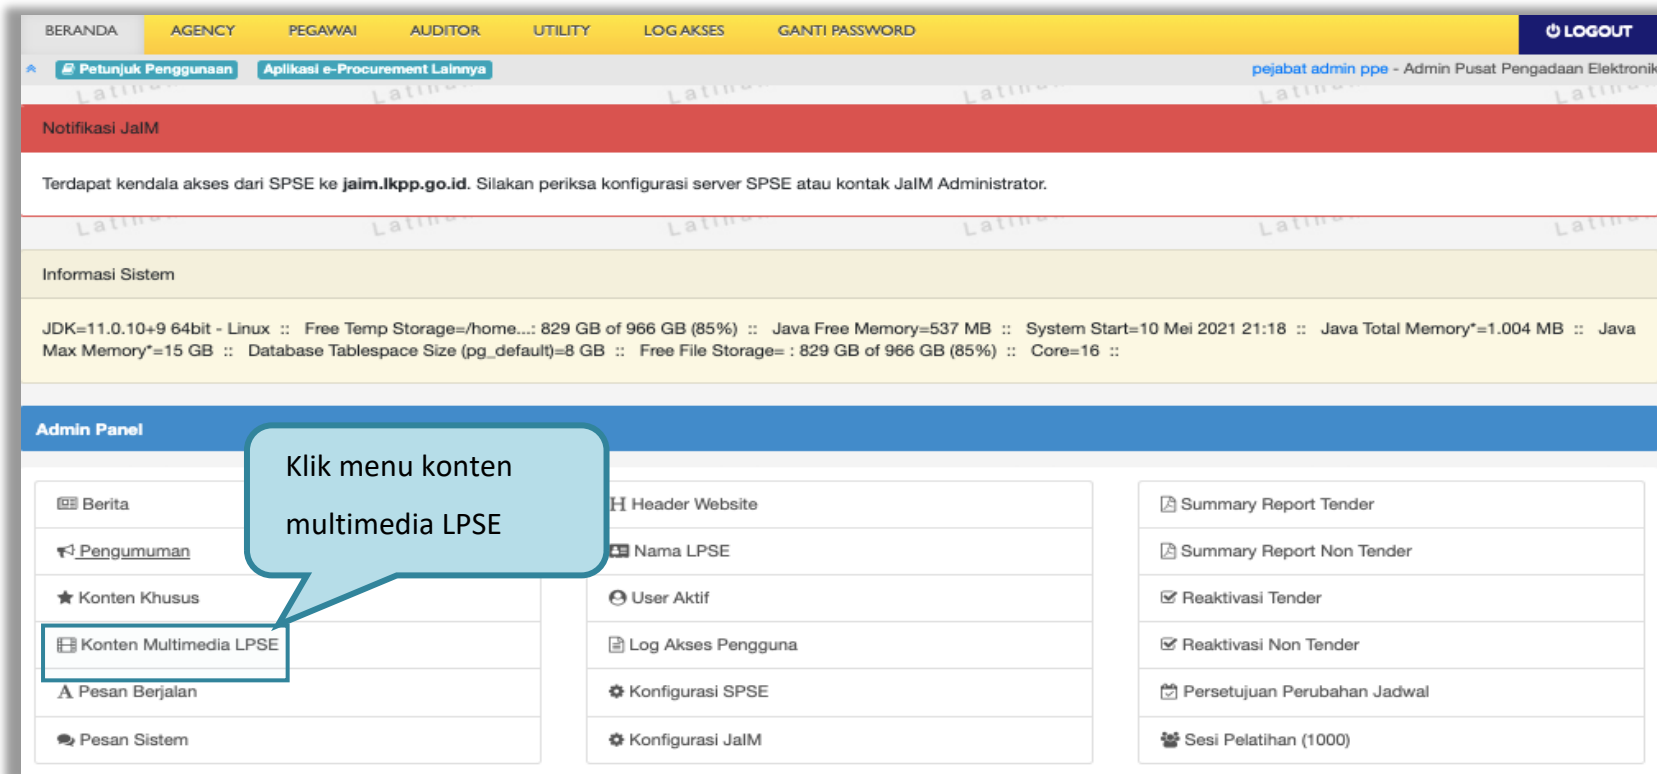 BERANDA AGENCY PEGAWAI AUDITOR UTILITY LOG AKSES GANTI PASSWORD LOGOUT
Petunjuk Penggunaan Aplikasi e-Procurement Lainnya pejabat admin ppe - Admin Pusat Pengadaan Elektronik
Notifikasi JaIM
Terdapat kendala akses dari SPSE ke jaim.lkpp.go.id. Silakan periksa konfigurasi server SPSE atau kontak JaIM Administrator.
Informasi Sistem
JDK=11.0.10+9 64bit - Linux :: Free Temp Storage=/home...: 829 GB of 966 GB (85%) :: Java Free Memory=537 MB :: System Start=10 Mei 2021 21:18 :: Java Total Memory*=1.004 MB :: Java
Max Memory*=15 GB :: Database Tablespace Size (pg_default)=8 GB :: Free File Storage= : 829 GB of 966 GB (85%) :: Core=16 ::
Admin Panel
Klik menu konten
multimedia LPSE
Berita
Pengumuman
Konten Khusus
Konten Multimedia LPSE
Pesan Berjalan
Pesan Sistem
Header Website
Nama LPSE
User Aktif
Log Akses Pengguna
Konfigurasi SPSE
Konfigurasi JaIM
Summary Report Tender
Summary Report Non Tender
Reaktivasi Tender
Reaktivasi Non Tender
Persetujuan Perubahan Jadwal
Sesi Pelatihan (1000)